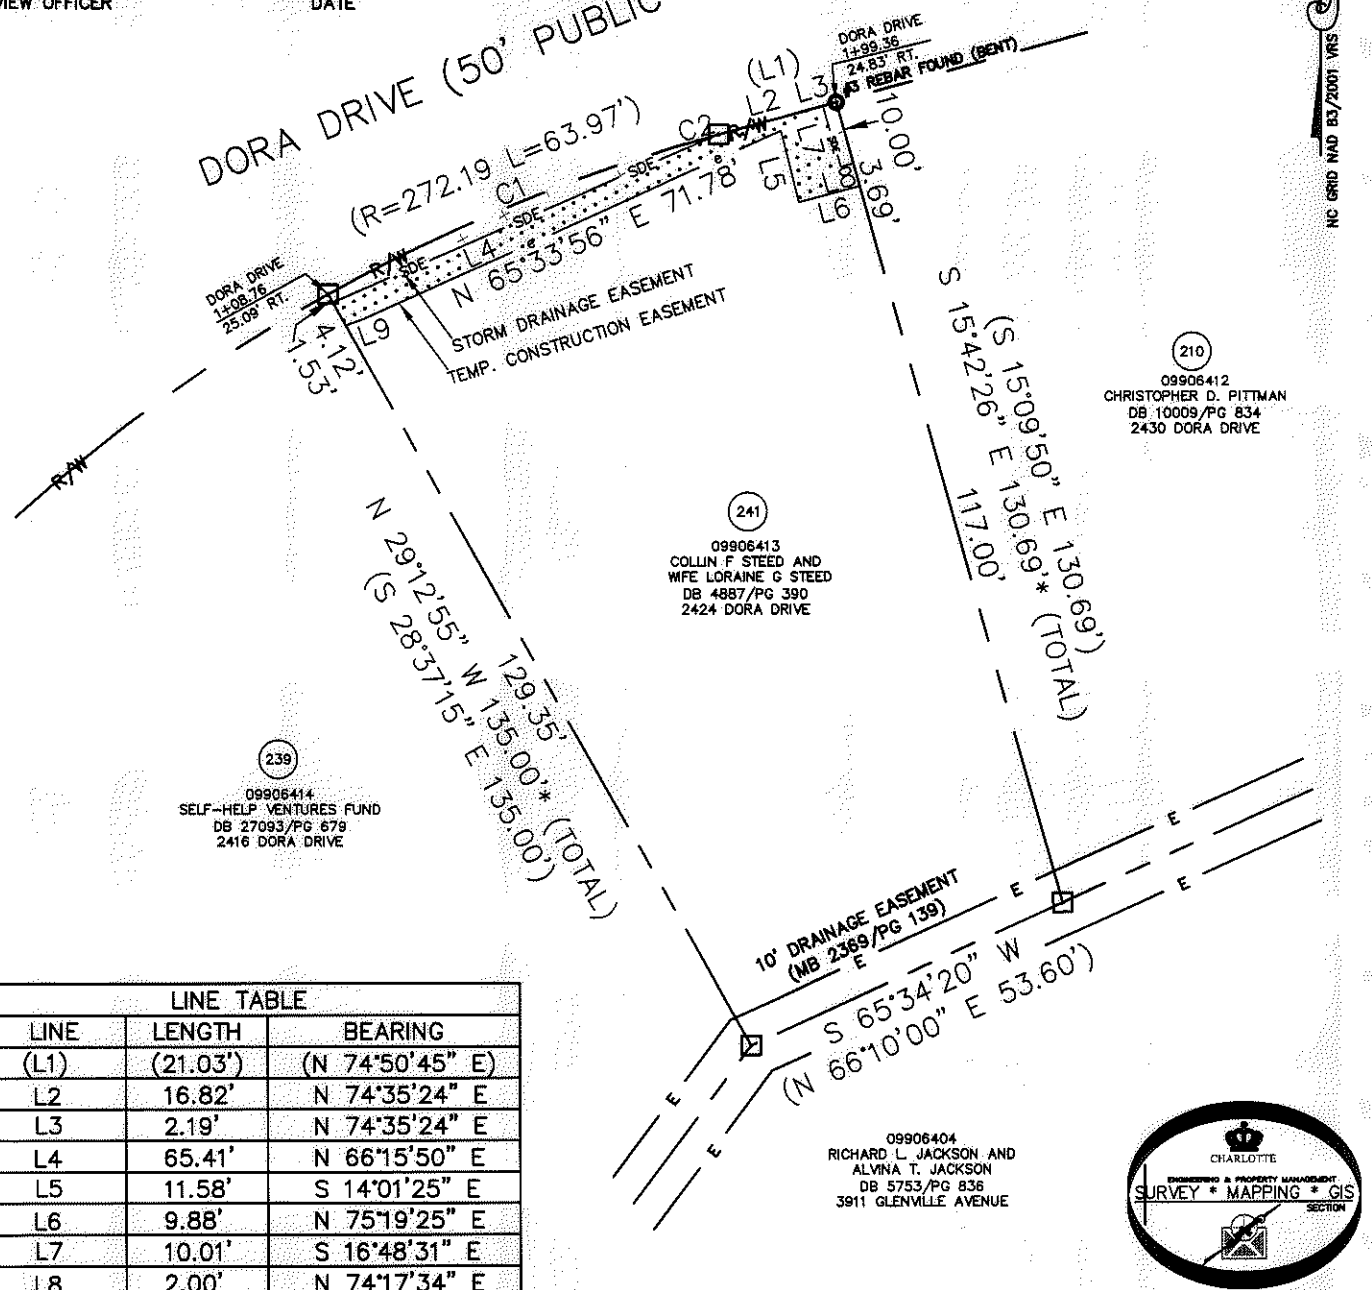 VIEW OFFICER DATE
DORA DRIVE (50' PUBLIC
DORA DRIVE
1+99.36
24.83' RT.
#3 REBAR FOUND (BENT)
(L1)
L2 L3
(R=272.19 L=63.97')
C1
C2
R/W
SDE
SDE
SDE
L4
N 65°33'56" E 71.78'
L5
L6
L7
L8
10.00'
3.69'
R/W
DORA DRIVE
1+08.76
25.09' RT.
L9
4.12'
1.53'
STORM DRAINAGE EASEMENT
TEMP. CONSTRUCTION EASEMENT
R/W
NC GRID NAD 83/2001 VRS
(S 15°09'50" E 130.69')
S 15°42'26" E 130.69'* (TOTAL)
117.00'
210
09906412
CHRISTOPHER D. PITTMAN
DB 10009/PG 834
2430 DORA DRIVE
241
09906413
COLLIN F STEED AND
WIFE LORAINE G STEED
DB 4887/PG 390
2424 DORA DRIVE
129.35'
N 29°12'55" W 135.00'* (TOTAL)
(S 28°37'15" E 135.00')
239
09906414
SELF-HELP VENTURES FUND
DB 27093/PG 679
2416 DORA DRIVE
10' DRAINAGE EASEMENT
(MB 2369/PG 139)
E
E
E
E
E
E
S 65°34'20" W
(N 66°10'00" E 53.60')
09906404
RICHARD L. JACKSON AND
ALVINA T. JACKSON
DB 5753/PG 836
3911 GLENVILLE AVENUE
LINE TABLE
LINE LENGTH BEARING
(L1) (21.03') (N 74°50'45" E)
L2 16.82' N 74°35'24" E
L3 2.19' N 74°35'24" E
L4 65.41' N 66°15'50" E
L5 11.58' S 14°01'25" E
L6 9.88' N 75°19'25" E
L7 10.01' S 16°48'31" E
L8 2.00' N 74°17'34" E
CHARLOTTE
ENGINEERING & PROPERTY MANAGEMENT
SURVEY * MAPPING * GIS
SECTION